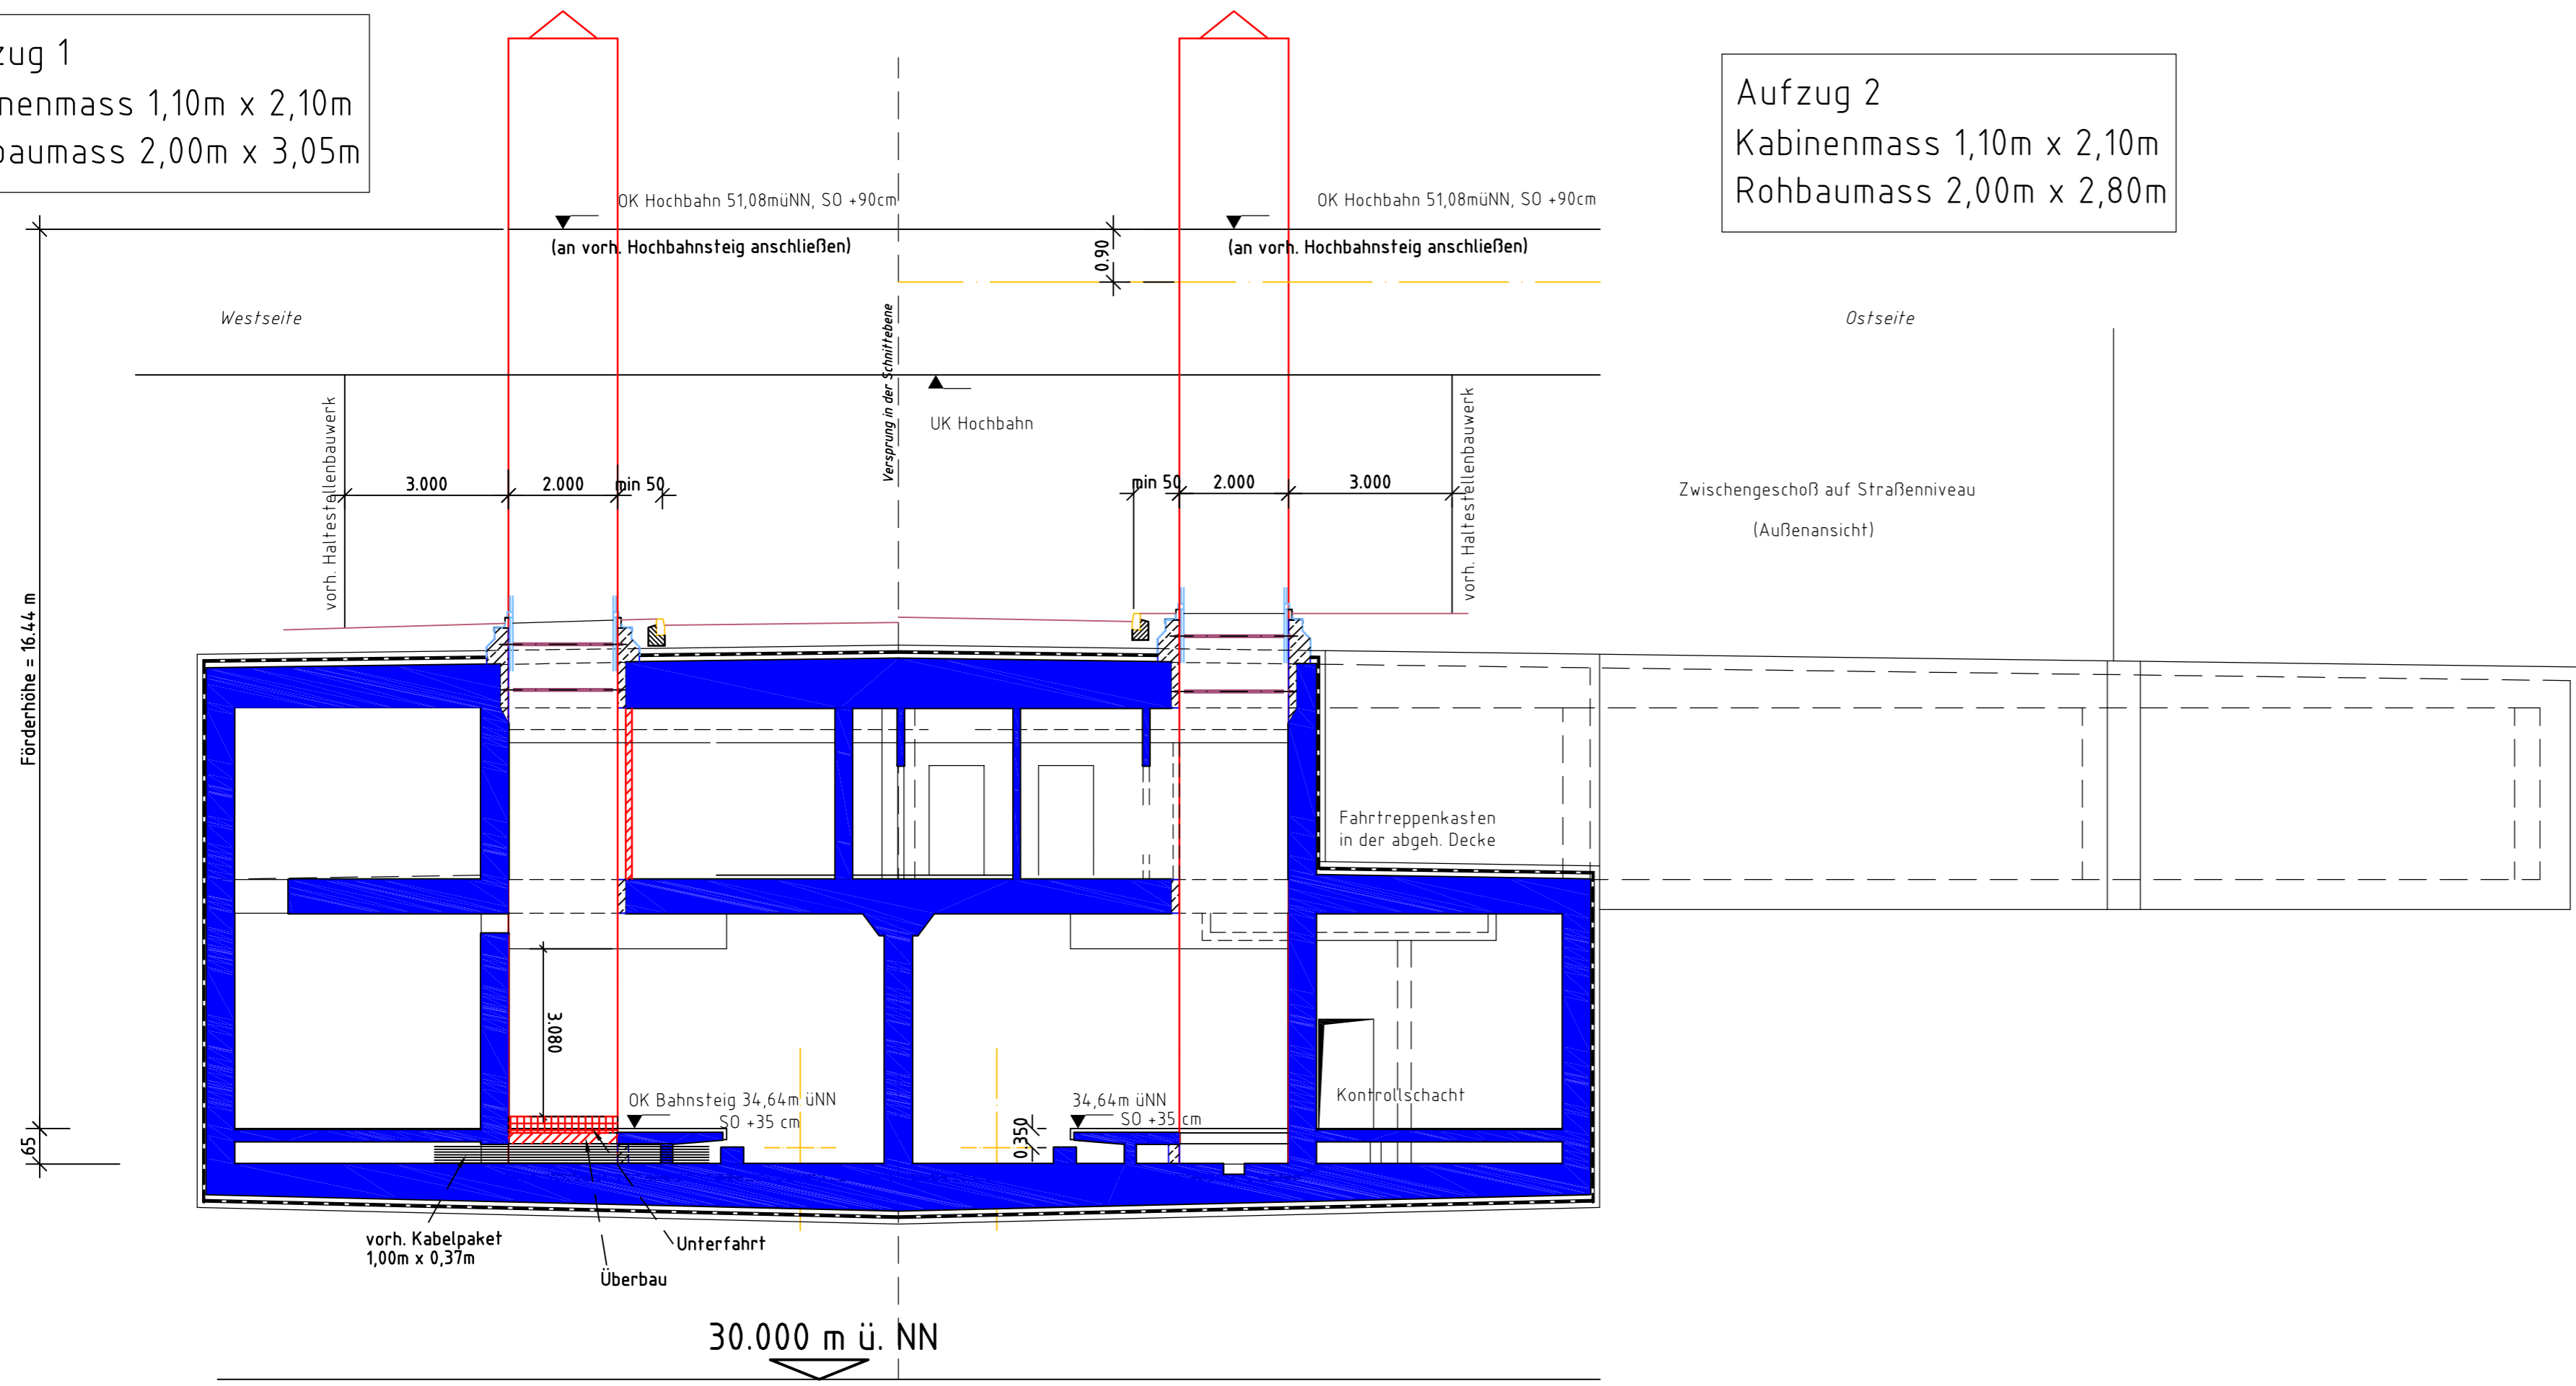 zug 1
nenmass 1,10m x 2,10m
baumass 2,00m x 3,05m
Aufzug 2
Kabinenmass 1,10m x 2,10m
Rohbaumass 2,00m x 2,80m
OK Hochbahn 51,08müNN, SO +90cm
(an vorh. Hochbahnsteig anschließen)
OK Hochbahn 51,08müNN, SO +90cm
(an vorh. Hochbahnsteig anschließen)
0.90
Westseite
Ostseite
Versprung in der Schnittebene
UK Hochbahn
vorh. Haltestellenbauwerk
3.000
2.000
min 50
min 50
2.000
3.000
vorh. Haltestellenbauwerk
Zwischengeschoß auf Straßenniveau
(Außenansicht)
Förderhöhe = 16.44 m
Fahrtreppenkasten
in der abgeh. Decke
3.080
OK Bahnsteig 34,64m üNN
SO +35 cm
34,64m üNN
SO +35 cm
0.350
Kontrollschacht
65
vorh. Kabelpaket
1,00m x 0,37m
Unterfahrt
Überbau
30.000 m ü. NN